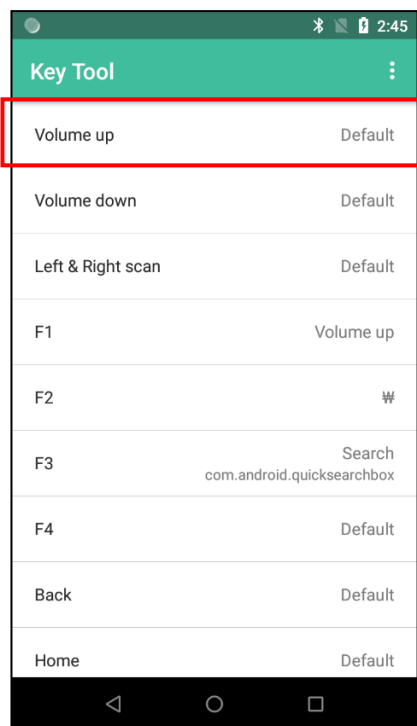 2:45
Key Tool
Volume up Default
Volume down Default
Left & Right scan Default
F1 Volume up
F2 ₩
F3 Search
com.android.quicksearchbox
F4 Default
Back Default
Home Default